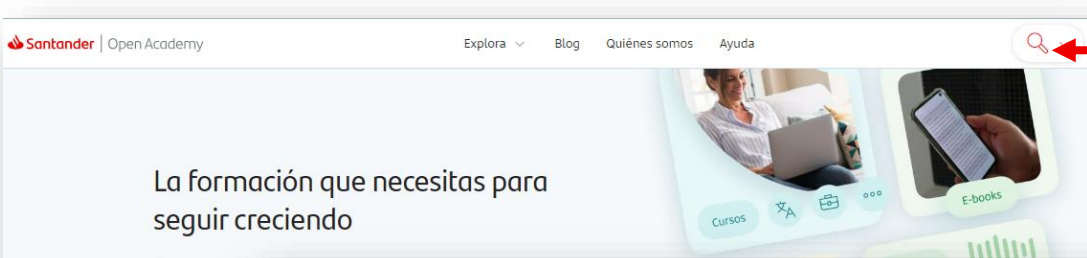 Santander | Open Academy
Explora
Blog
Quiénes somos
Ayuda
La formación que necesitas para
seguir creciendo
Cursos
E-books